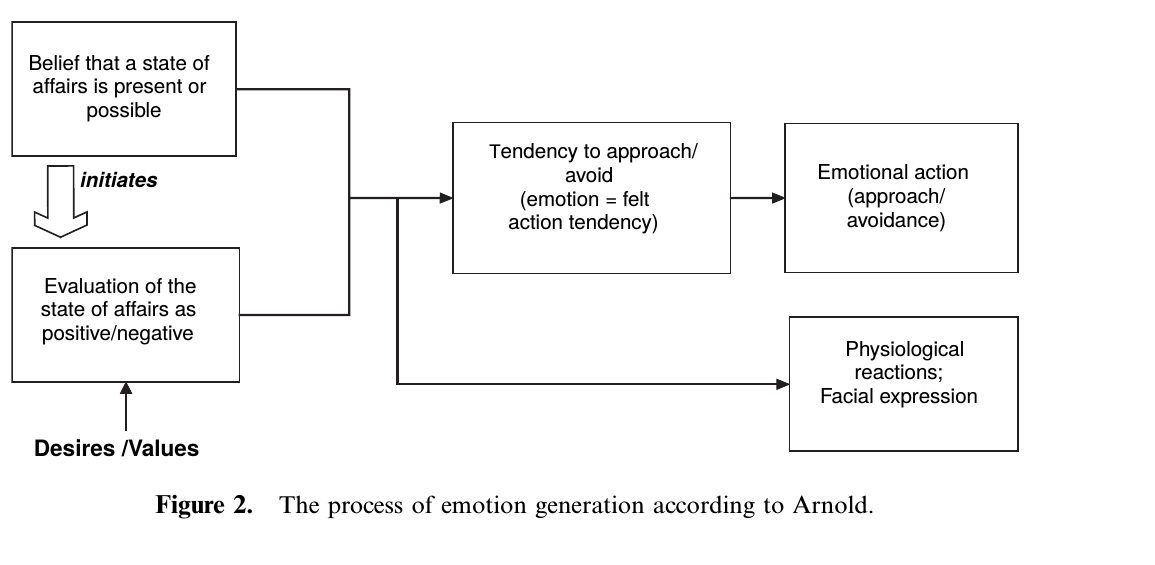 Belief that a state of
affairs is present or
possible
initiates
Evaluation of the
state of affairs as
positive/negative
Desires /Values
Tendency to approach/
avoid
(emotion = felt
action tendency)
Emotional action
(approach/
avoidance)
Physiological
reactions;
Facial expression
Figure 2. The process of emotion generation according to Arnold.